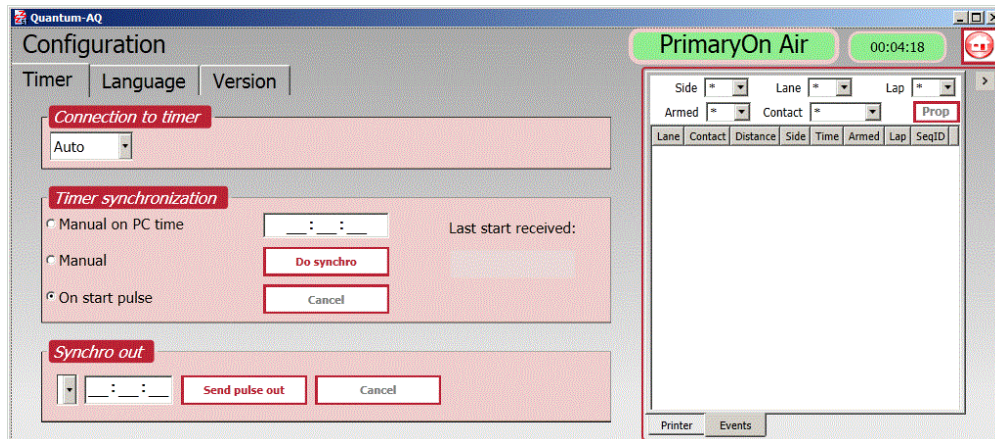 Quantum-AQ
Configuration
PrimaryOn Air
00:04:18
Timer Language Version
Connection to timer
Auto
Timer synchronization
Manual on PC time
__:__:__
Last start received:
Manual
Do synchro
On start pulse
Cancel
Synchro out
__:__:__
Send pulse out
Cancel
Side * Lane * Lap *
Armed * Contact * Prop
Lane Contact Distance Side Time Armed Lap SeqID
Printer Events